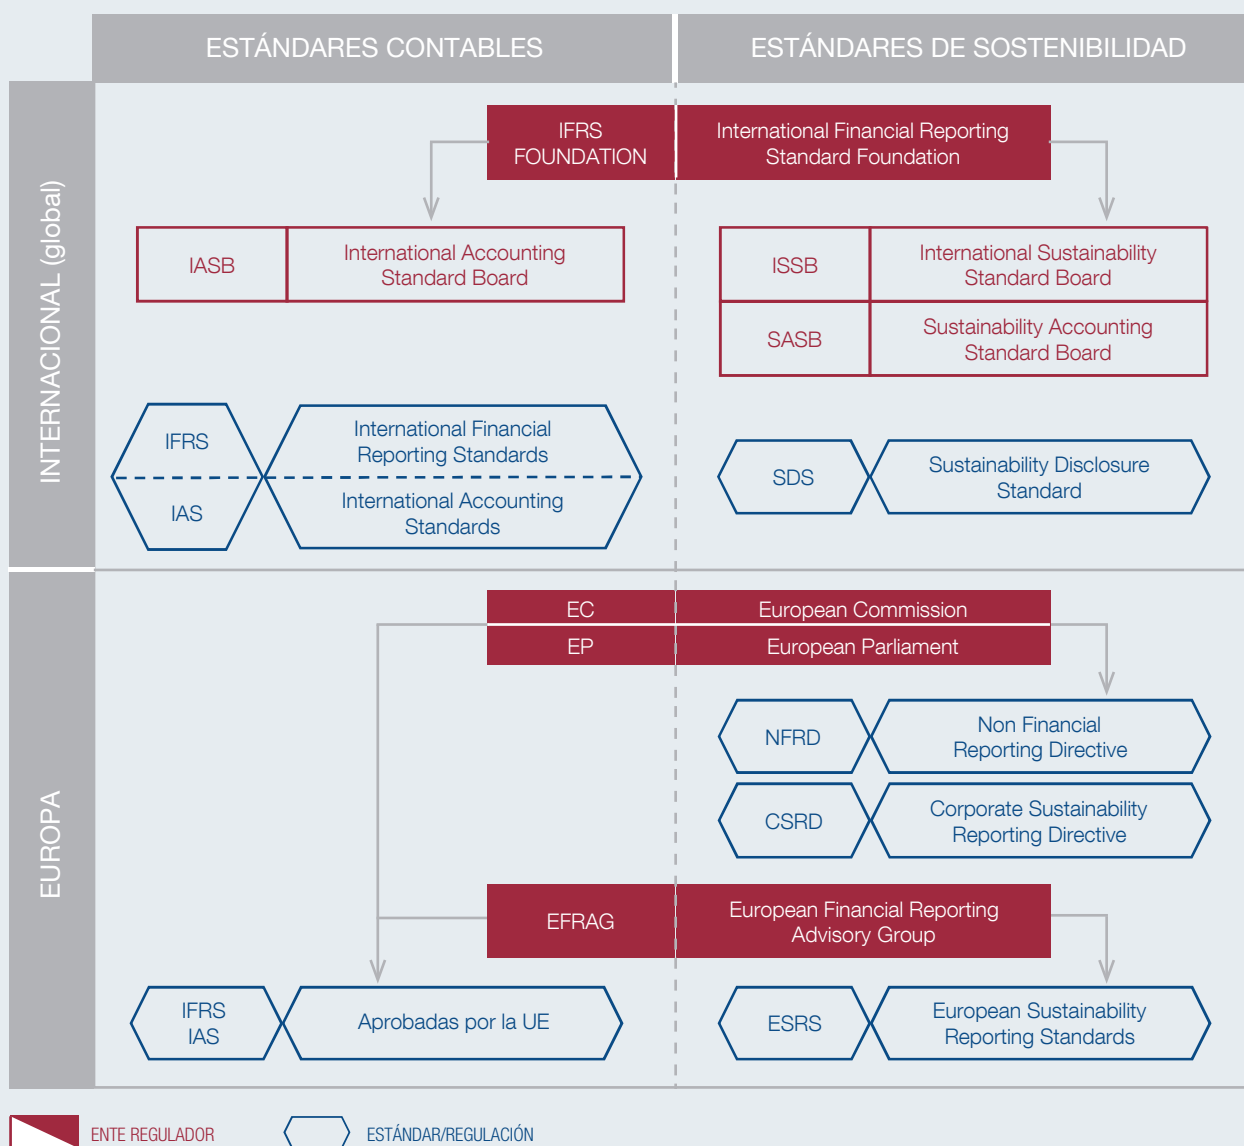 ESTÁNDARES CONTABLES
ESTÁNDARES DE SOSTENIBILIDAD
INTERNACIONAL (global)
IFRS
FOUNDATION
International Financial Reporting
Standard Foundation
IASB
International Accounting
Standard Board
ISSB
International Sustainability
Standard Board
SASB
Sustainability Accounting
Standard Board
IFRS
International Financial
Reporting Standards
IAS
International Accounting
Standards
SDS
Sustainability Disclosure
Standard
EUROPA
EC
European Commission
EP
European Parliament
NFRD
Non Financial
Reporting Directive
CSRD
Corporate Sustainability
Reporting Directive
EFRAG
European Financial Reporting
Advisory Group
IFRS
IAS
Aprobadas por la UE
ESRS
European Sustainability
Reporting Standards
ENTE REGULADOR
ESTÁNDAR/REGULACIÓN